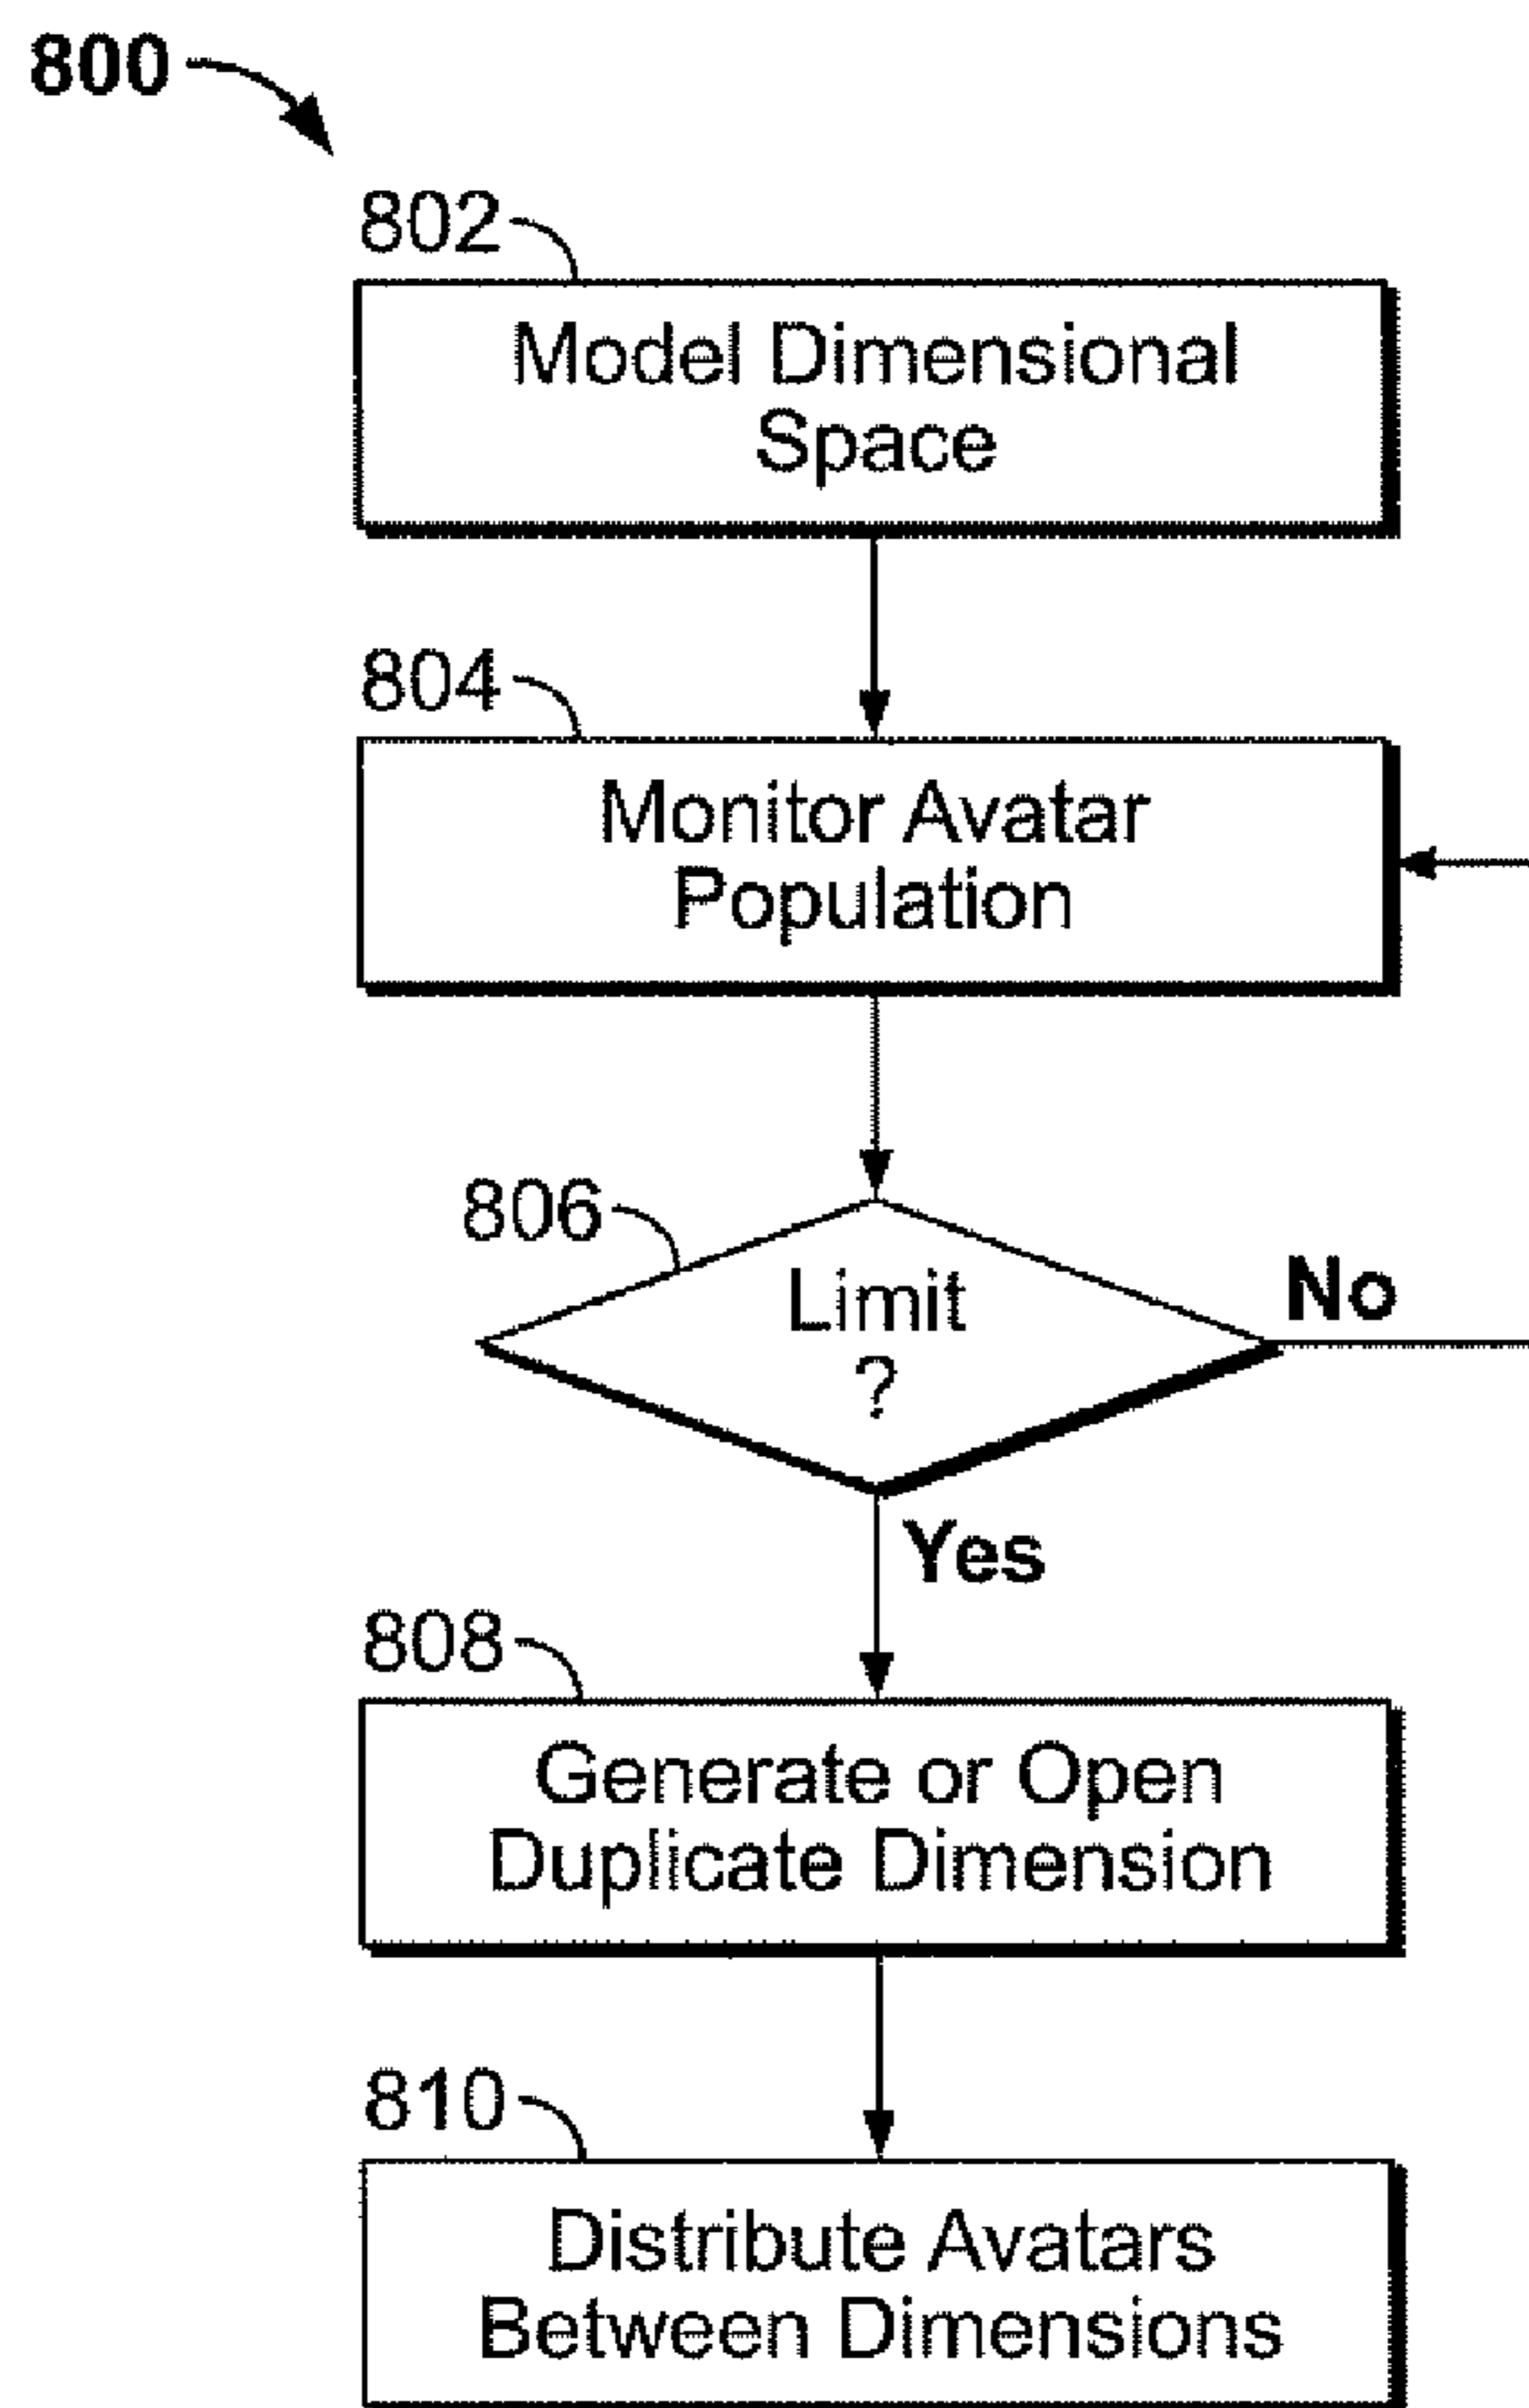 800
802
Model Dimensional
Space
804
Monitor Avatar
Population
806
Limit
?
No
Yes
808
Generate or Open
Duplicate Dimension
810
Distribute Avatars
Between Dimensions